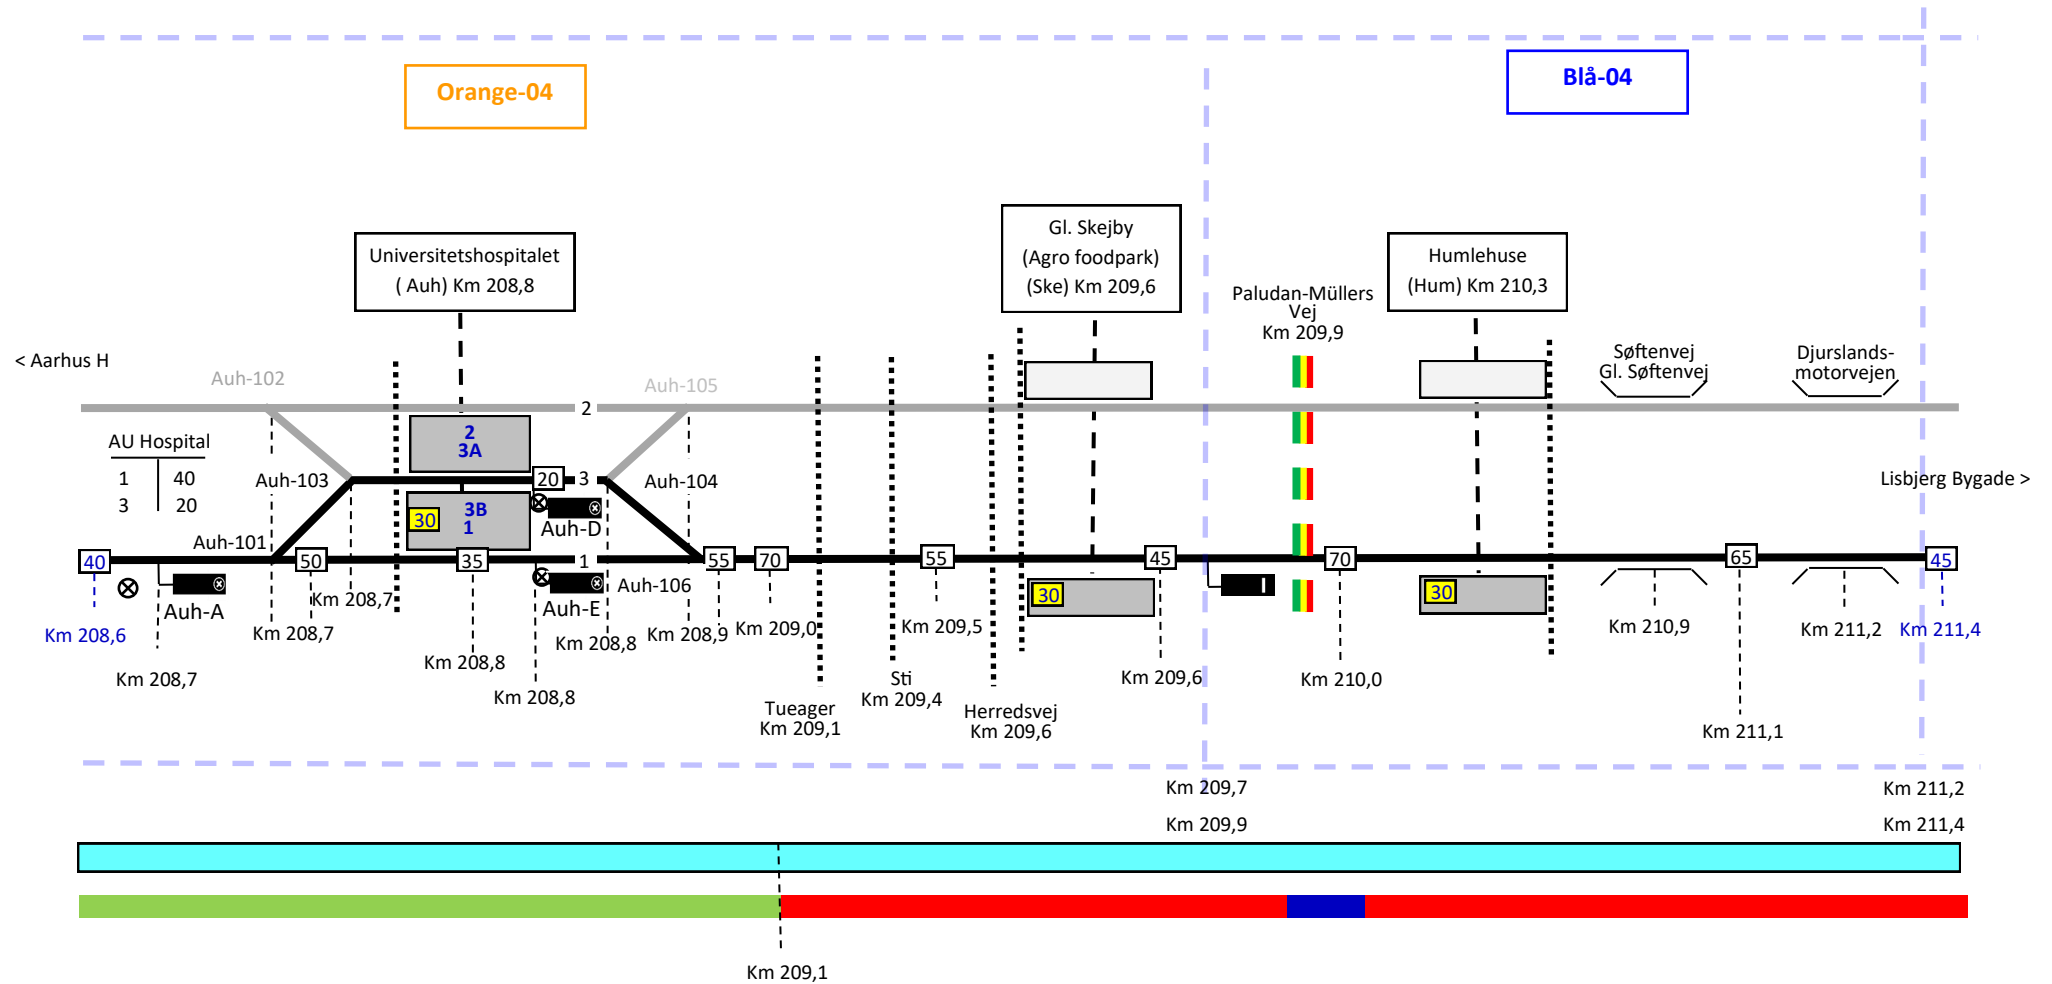 Orange-04
Blå-04
Universitetshospitalet
( Auh) Km 208,8
Gl. Skejby
(Agro foodpark)
(Ske) Km 209,6
Humlehuse
(Hum) Km 210,3
Paludan-Müllers
Vej
Km 209,9
< Aarhus H
Søftenvej
Gl. Søftenvej
Djurslands-
motorvejen
Auh-102
Auh-105
2
AU Hospital
1 40
3 20
2
3A
Auh-103
20
3
Auh-104
Lisbjerg Bygade >
30
3B
1
Auh-D
Auh-101
40
50
35
1
55
70
55
45
70
65
45
Auh-A
Auh-E
Auh-106
30
30
Km 208,6
Km 208,7
Km 208,7
Km 208,7
Km 208,8
Km 208,8
Km 208,8
Km 208,9
Km 209,0
Km 209,5
Km 210,9
Km 211,2
Km 211,4
Sti
Km 209,4
Km 209,6
Km 210,0
Tueager
Km 209,1
Herredsvej
Km 209,6
Km 211,1
Km 209,7
Km 211,2
Km 209,9
Km 211,4
Km 209,1